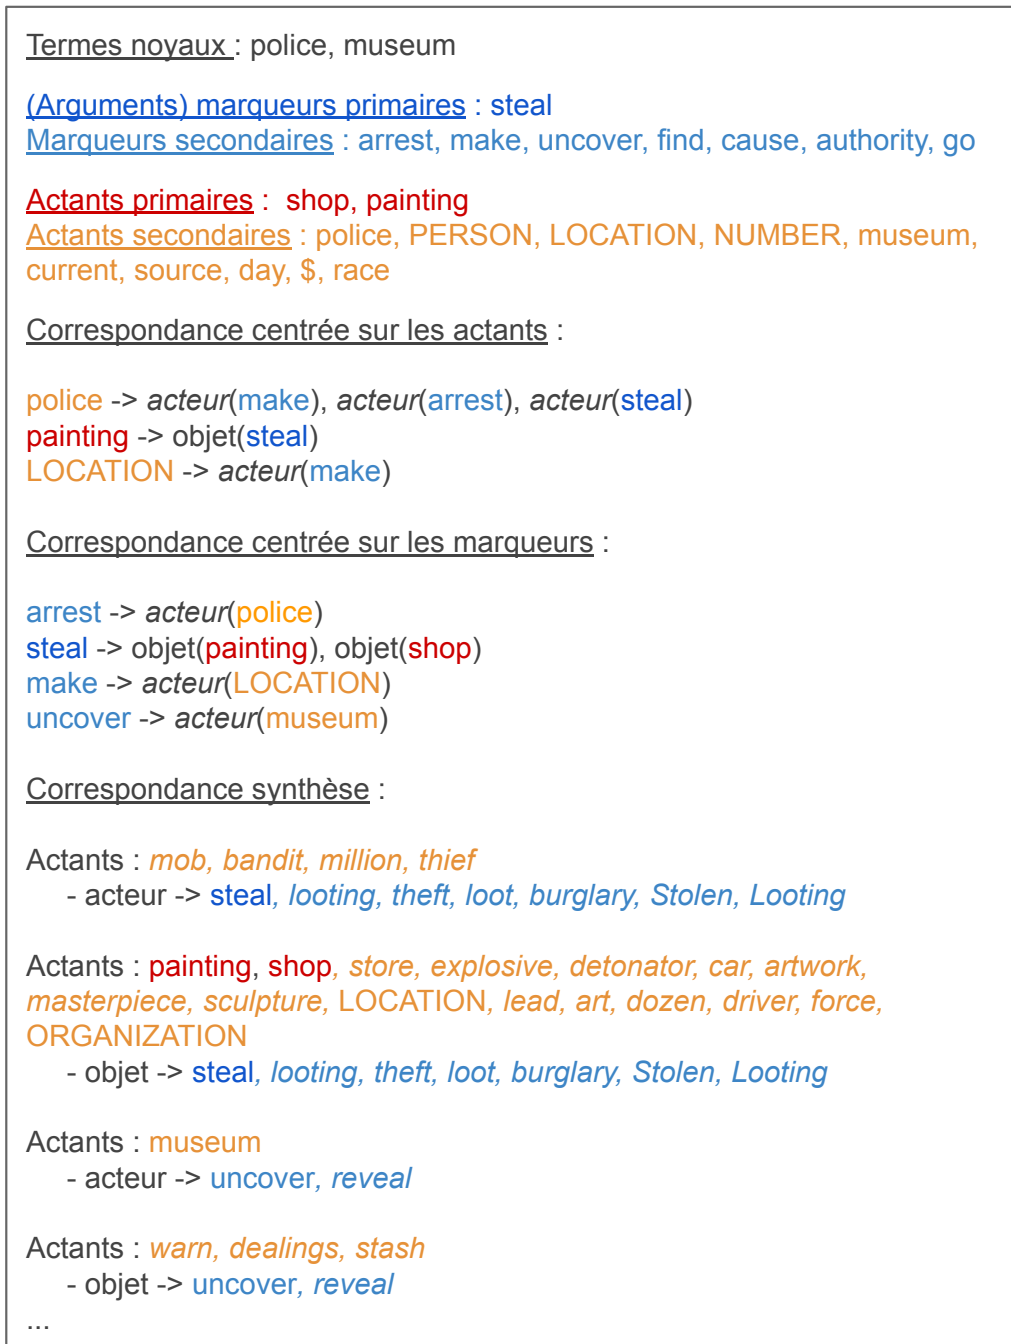 Termes noyaux : police, museum
(Arguments) marqueurs primaires : steal
Marqueurs secondaires : arrest, make, uncover, find, cause, authority, go
Actants primaires : shop, painting
Actants secondaires : police, PERSON, LOCATION, NUMBER, museum,
current, source, day, $, race
Correspondance centrée sur les actants :
police -> acteur(make), acteur(arrest), acteur(steal)
painting -> objet(steal)
LOCATION -> acteur(make)
Correspondance centrée sur les marqueurs :
arrest -> acteur(police)
steal -> objet(painting), objet(shop)
make -> acteur(LOCATION)
uncover -> acteur(museum)
Correspondance synthèse :
Actants : mob, bandit, million, thief
- acteur -> steal, looting, theft, loot, burglary, Stolen, Looting
Actants : painting, shop, store, explosive, detonator, car, artwork,
masterpiece, sculpture, LOCATION, lead, art, dozen, driver, force,
ORGANIZATION
- objet -> steal, looting, theft, loot, burglary, Stolen, Looting
Actants : museum
- acteur -> uncover, reveal
Actants : warn, dealings, stash
- objet -> uncover, reveal
...